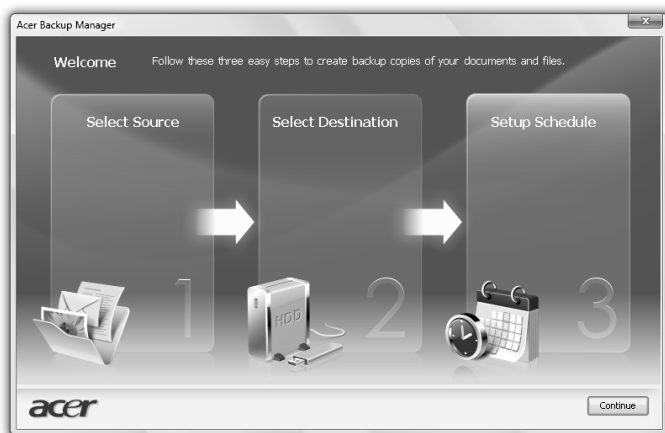 Acer Backup Manager
x
Welcome
Follow these three easy steps to create backup copies of your documents and files.
Select Source
Select Destination
Setup Schedule
1
HDD
2
3
acer
Continue